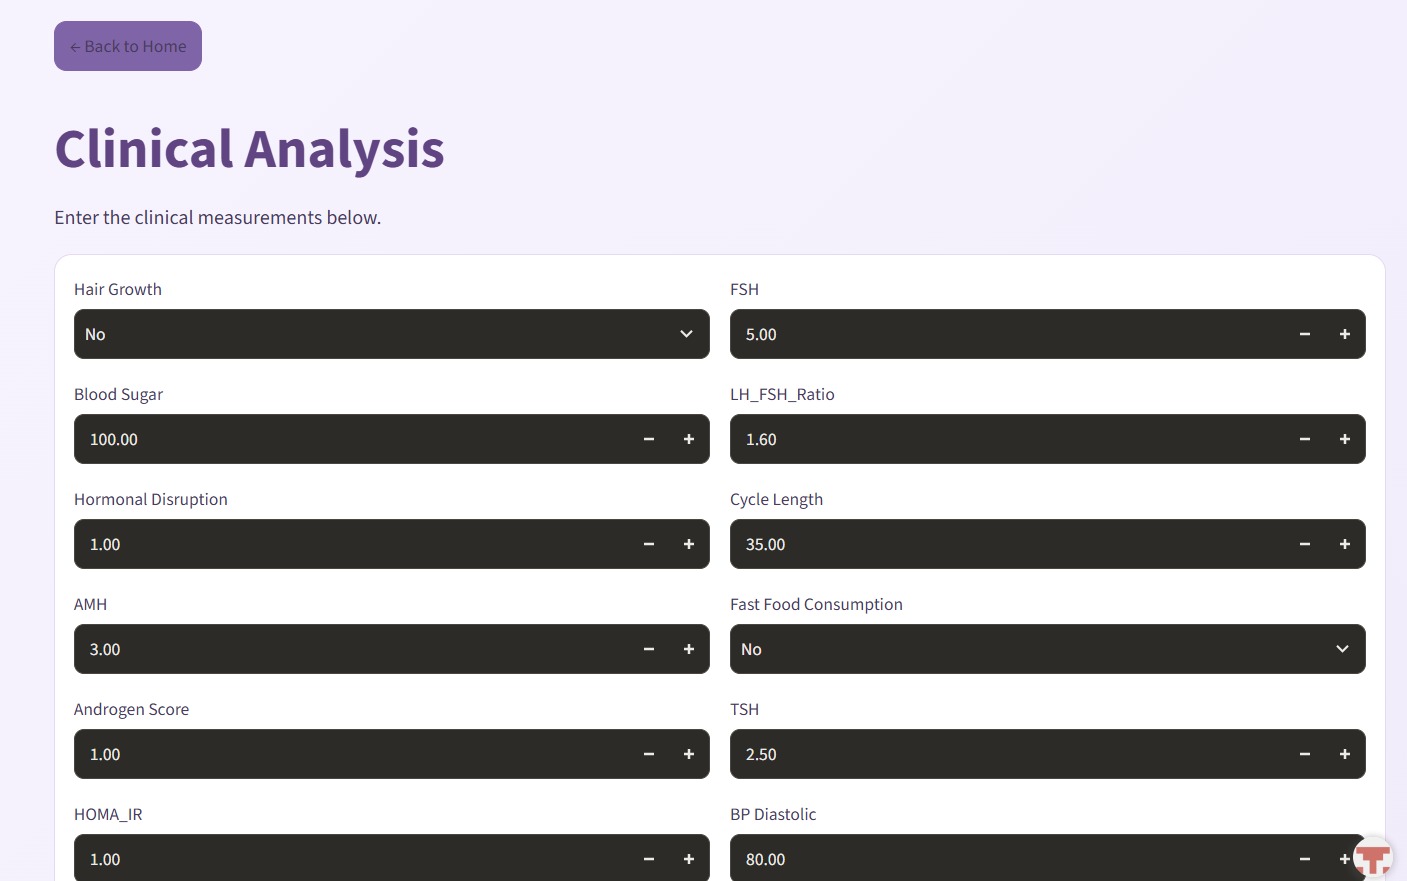 ← Back to Home
Clinical Analysis
Enter the clinical measurements below.
Hair Growth
No
FSH
5.00
Blood Sugar
100.00
LH_FSH_Ratio
1.60
Hormonal Disruption
1.00
Cycle Length
35.00
AMH
3.00
Fast Food Consumption
No
Androgen Score
1.00
TSH
2.50
HOMA_IR
1.00
BP Diastolic
80.00